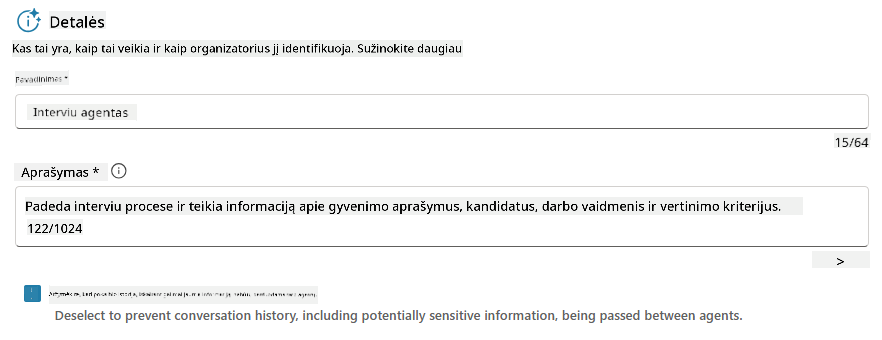 Detalės
Kas tai yra, kaip tai veikia ir kaip organizatorius jį identifikuoja. Sužinokite daugiau
Pavadinimas *
Interviu agentas
15/64
Aprašymas *
Padeda interviu procese ir teikia informaciją apie gyvenimo aprašymus, kandidatus, darbo vaidmenis ir vertinimo kriterijus.
122/1024
>
Deselect to prevent conversation history, including potentially sensitive information, being passed between agents.